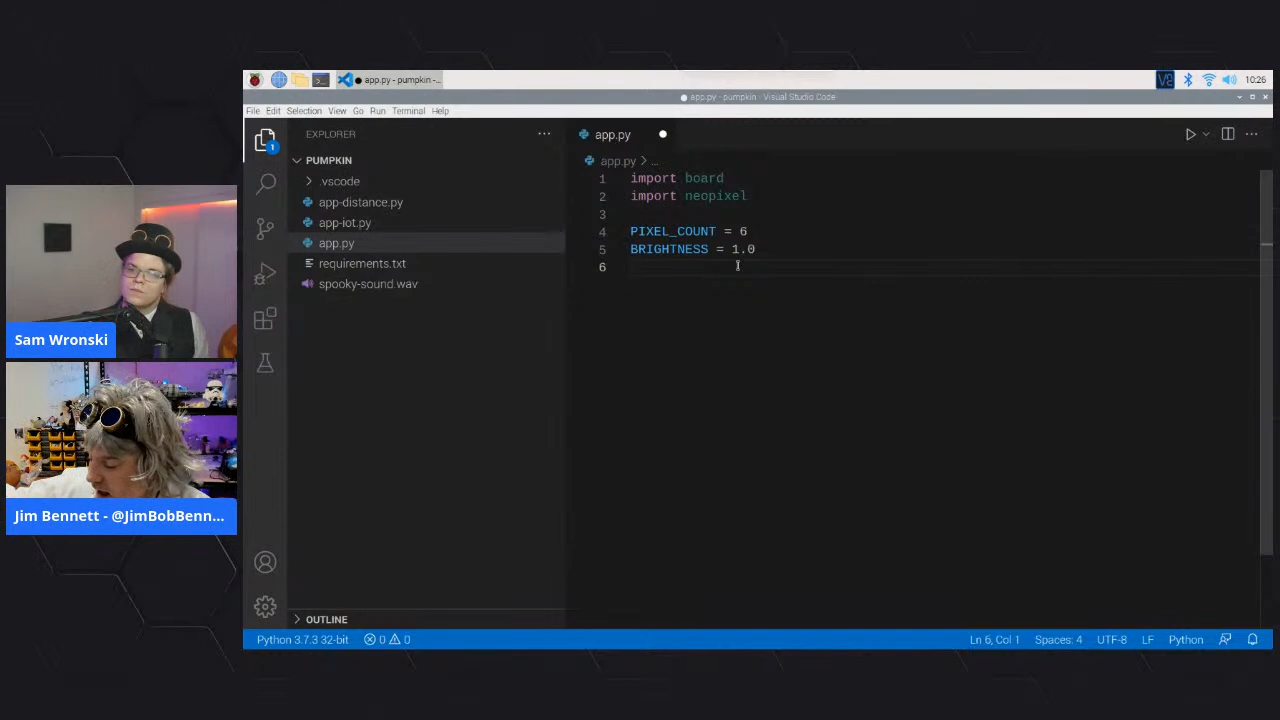 app.py - pumpkin -...
10:26
app.py - pumpkin - Visual Studio Code
File Edit Selection View Go Run Terminal Help
EXPLORER
PUMPKIN
.vscode
app-distance.py
app-iot.py
app.py
requirements.txt
spooky-sound.wav
OUTLINE
1
app.py
app.py > ...
1 import board
2 import neopixel
3
4 PIXEL_COUNT = 6
5 BRIGHTNESS = 1.0
6
Sam Wronski
Jim Bennett - @JimBobBenn...
Python 3.7.3 32-bit 0 0 Ln 6, Col 1 Spaces: 4 UTF-8 LF Python